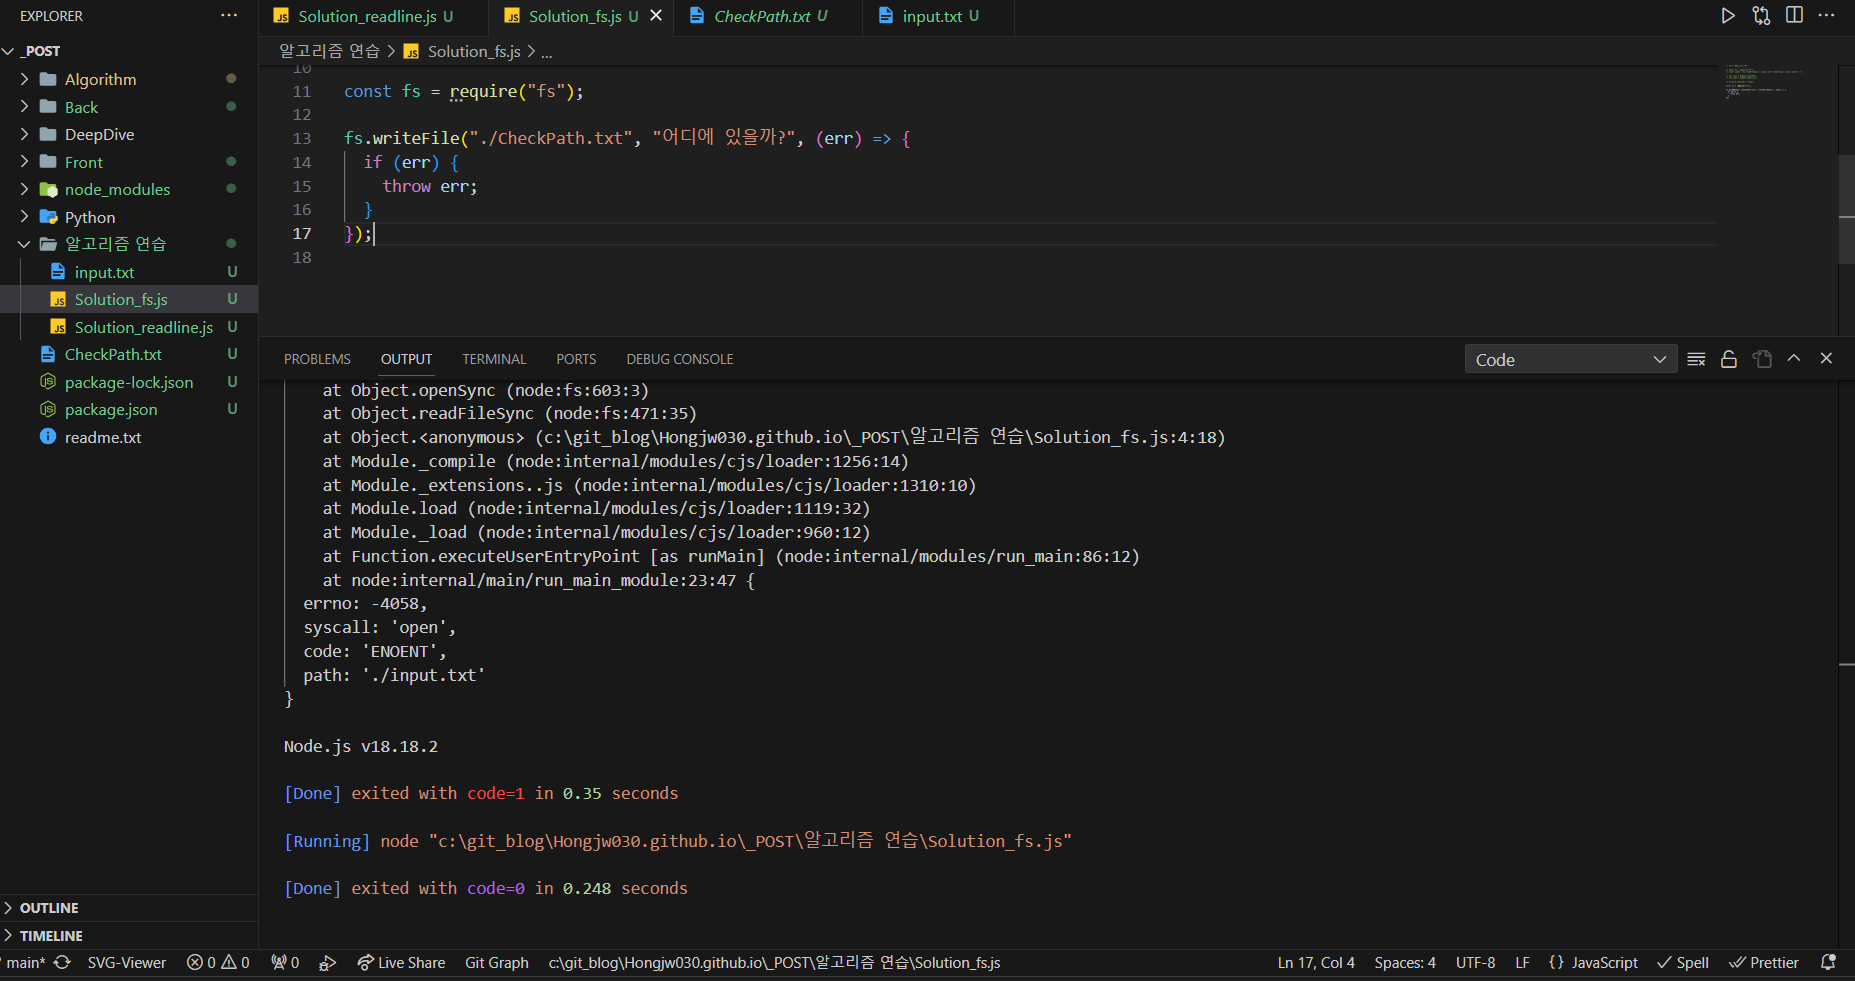 EXPLORER
_POST
Algorithm
Back
DeepDive
Front
node_modules
Python
알고리즘 연습
input.txt U
Solution_fs.js U
Solution_readline.js U
CheckPath.txt U
package-lock.json U
package.json U
readme.txt
OUTLINE
TIMELINE
Solution_readline.js U
Solution_fs.js U
CheckPath.txt U
input.txt U
알고리즘 연습 > Solution_fs.js > ...
10
11 const fs = require("fs");
12
13 fs.writeFile("./CheckPath.txt", "어디에 있을까?", (err) => {
14 if (err) {
15 throw err;
16 }
17 });
18
PROBLEMS OUTPUT TERMINAL PORTS DEBUG CONSOLE
Code
at Object.openSync (node:fs:603:3)
at Object.readFileSync (node:fs:471:35)
at Object.<anonymous> (c:\git_blog\Hongjw030.github.io\_POST\알고리즘 연습\Solution_fs.js:4:18)
at Module._compile (node:internal/modules/cjs/loader:1256:14)
at Module._extensions..js (node:internal/modules/cjs/loader:1310:10)
at Module.load (node:internal/modules/cjs/loader:1119:32)
at Module._load (node:internal/modules/cjs/loader:960:12)
at Function.executeUserEntryPoint [as runMain] (node:internal/modules/run_main:86:12)
at node:internal/main/run_main_module:23:47 {
errno: -4058,
syscall: 'open',
code: 'ENOENT',
path: './input.txt'
}
Node.js v18.18.2
[Done] exited with code=1 in 0.35 seconds
[Running] node "c:\git_blog\Hongjw030.github.io\_POST\알고리즘 연습\Solution_fs.js"
[Done] exited with code=0 in 0.248 seconds
main* SVG-Viewer 0 0 0 Live Share Git Graph c:\git_blog\Hongjw030.github.io\_POST\알고리즘 연습\Solution_fs.js Ln 17, Col 4 Spaces: 4 UTF-8 LF {} JavaScript Spell Prettier